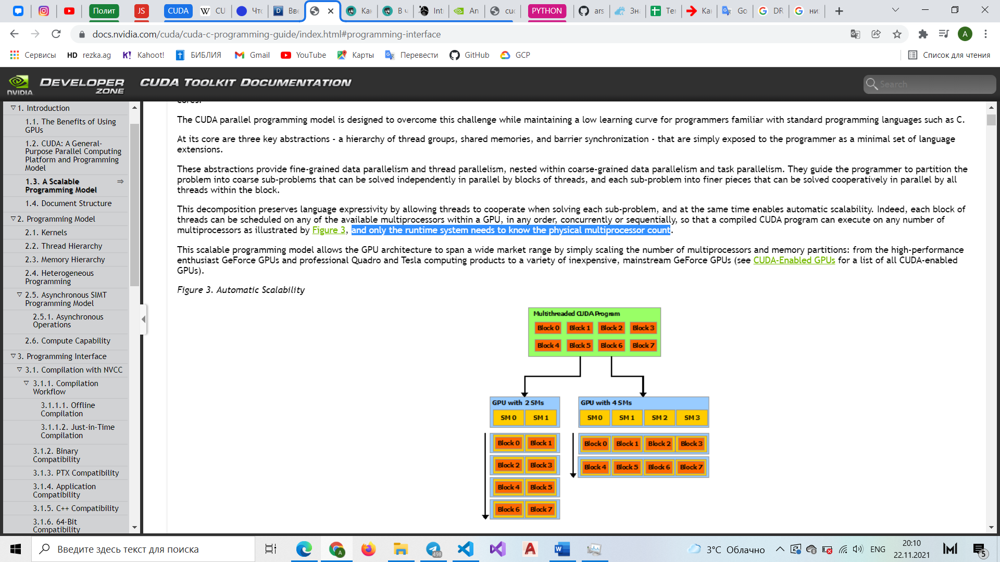 Полит
JS
CUDA
CU
Что
Вве
Как
В ч
Int
An
cuc
PYTHON
ars
Зна
Тег
Как
Go
DR
ни
docs.nvidia.com/cuda/cuda-c-programming-guide/index.html#programming-interface
A
Сервисы
HD rezka.ag
K! Kahoot!
БИБЛИЯ
Gmail
YouTube
Карты
Перевести
GitHub
GCP
Список для чтения
NVIDIA
DEVELOPER
ZONE
CUDA TOOLKIT DOCUMENTATION
Search
▽ 1. Introduction
1.1. The Benefits of Using
GPUs
1.2. CUDA: A General-
Purpose Parallel Computing
Platform and Programming
Model
1.3. A Scalable ⇒
Programming Model
1.4. Document Structure
▽ 2. Programming Model
2.1. Kernels
2.2. Thread Hierarchy
2.3. Memory Hierarchy
2.4. Heterogeneous
Programming
▽ 2.5. Asynchronous SIMT
Programming Model
2.5.1. Asynchronous
Operations
2.6. Compute Capability
▽ 3. Programming Interface
▽ 3.1. Compilation with NVCC
▽ 3.1.1. Compilation
Workflow
3.1.1.1. Offline
Compilation
3.1.1.2. Just-in-Time
Compilation
3.1.2. Binary
Compatibility
3.1.3. PTX Compatibility
3.1.4. Application
Compatibility
3.1.5. C++ Compatibility
3.1.6. 64-Bit
Compatibility
cores.
The CUDA parallel programming model is designed to overcome this challenge while maintaining a low learning curve for programmers familiar with standard programming languages such as C.
At its core are three key abstractions - a hierarchy of thread groups, shared memories, and barrier synchronization - that are simply exposed to the programmer as a minimal set of language
extensions.
These abstractions provide fine-grained data parallelism and thread parallelism, nested within coarse-grained data parallelism and task parallelism. They guide the programmer to partition the
problem into coarse sub-problems that can be solved independently in parallel by blocks of threads, and each sub-problem into finer pieces that can be solved cooperatively in parallel by all
threads within the block.
This decomposition preserves language expressivity by allowing threads to cooperate when solving each sub-problem, and at the same time enables automatic scalability. Indeed, each block of
threads can be scheduled on any of the available multiprocessors within a GPU, in any order, concurrently or sequentially, so that a compiled CUDA program can execute on any number of
multiprocessors as illustrated by Figure 3, and only the runtime system needs to know the physical multiprocessor count.
This scalable programming model allows the GPU architecture to span a wide market range by simply scaling the number of multiprocessors and memory partitions: from the high-performance
enthusiast GeForce GPUs and professional Quadro and Tesla computing products to a variety of inexpensive, mainstream GeForce GPUs (see CUDA-Enabled GPUs for a list of all CUDA-enabled
GPUs).
Figure 3. Automatic Scalability
Multithreaded CUDA Program
Block 0 Block 1 Block 2 Block 3
Block 4 Block 5 Block 6 Block 7
GPU with 2 SMs
SM 0 SM 1
Block 0 Block 1
Block 2 Block 3
Block 4 Block 5
Block 6 Block 7
GPU with 4 SMs
SM 0 SM 1 SM 2 SM 3
Block 0 Block 1 Block 2 Block 3
Block 4 Block 5 Block 6 Block 7
Введите здесь текст для поиска
498
3°C Облачно
ENG
20:10
22.11.2021
5